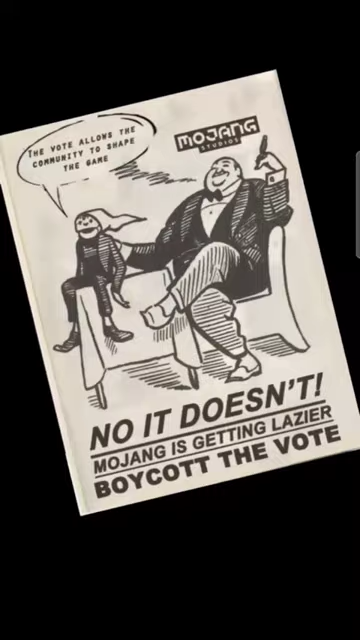 THE VOTE ALLOWS THE
COMMUNITY TO SHAPE
THE GAME
MOJANG
STUDIOS
NO IT DOESN'T!
MOJANG IS GETTING LAZIER
BOYCOTT THE VOTE